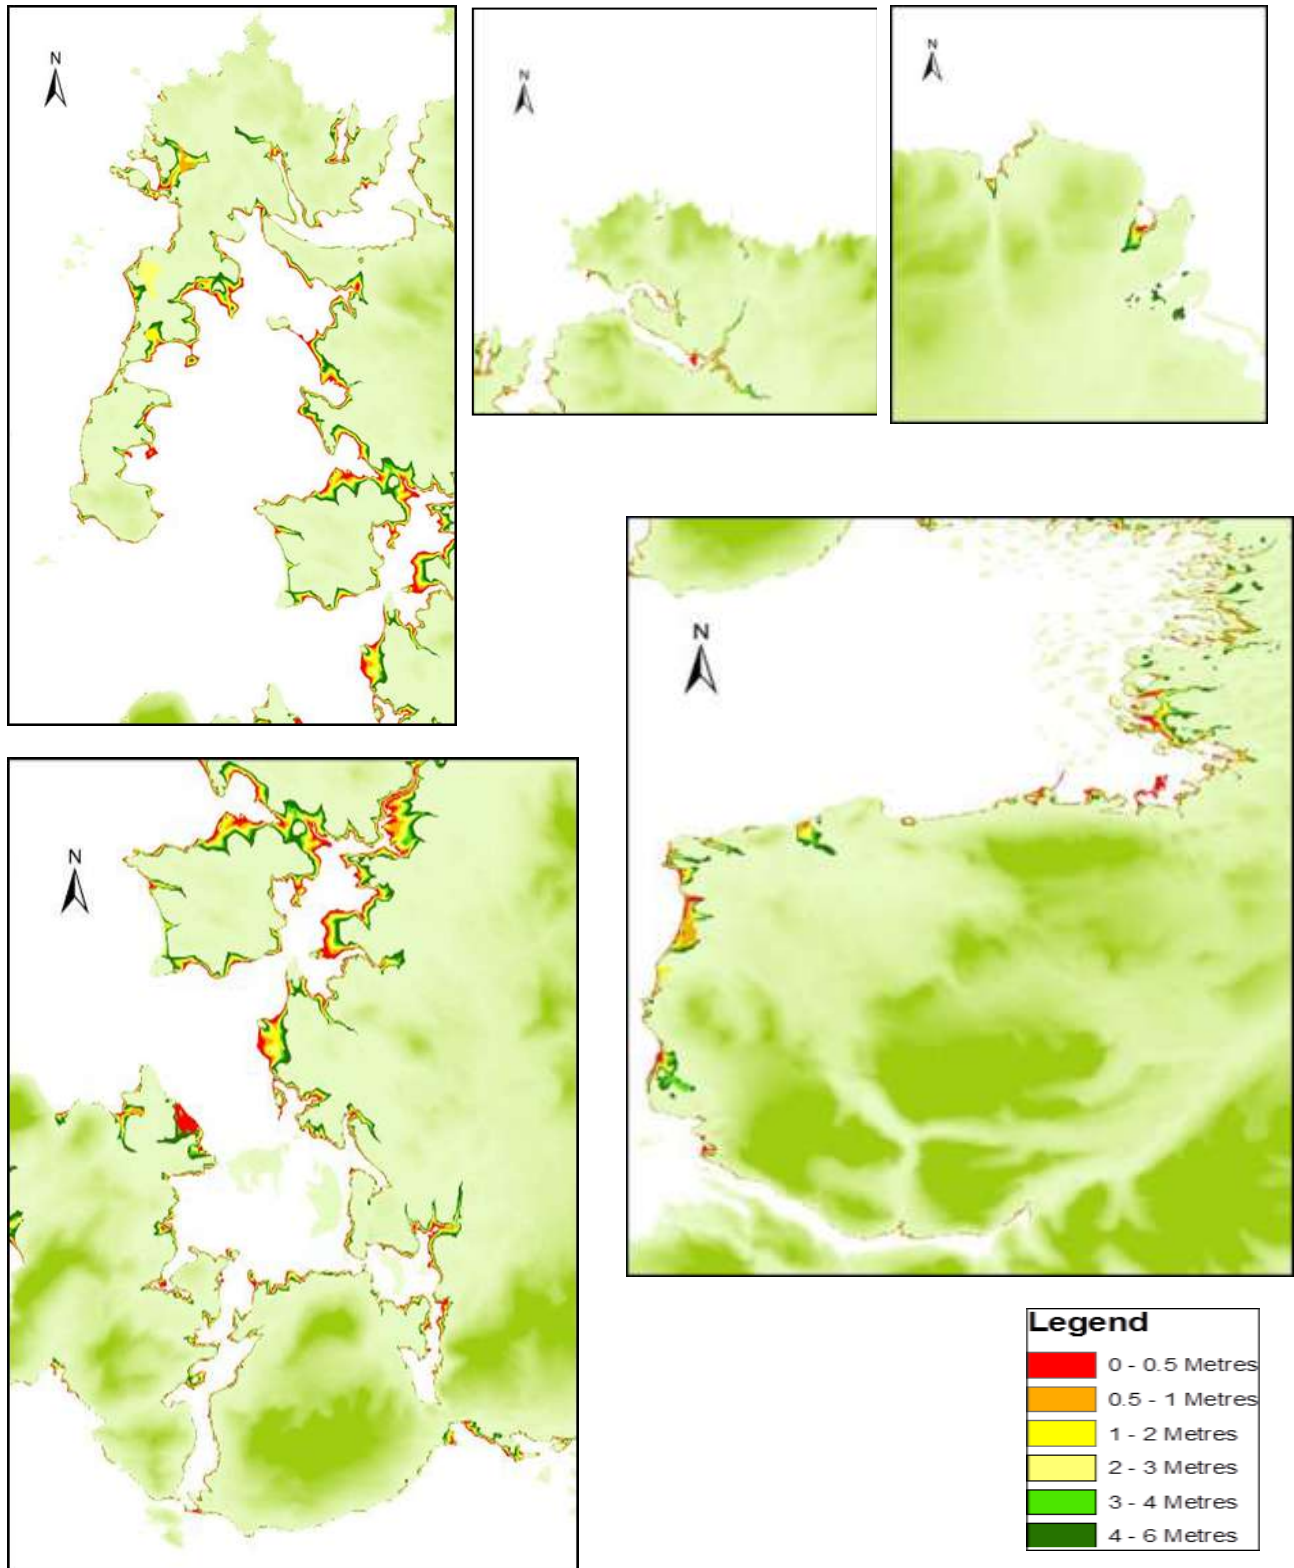 N
N
N
N
N
Legend
0 - 0.5 Metres
0.5 - 1 Metres
1 - 2 Metres
2 - 3 Metres
3 - 4 Metres
4 - 6 Metres